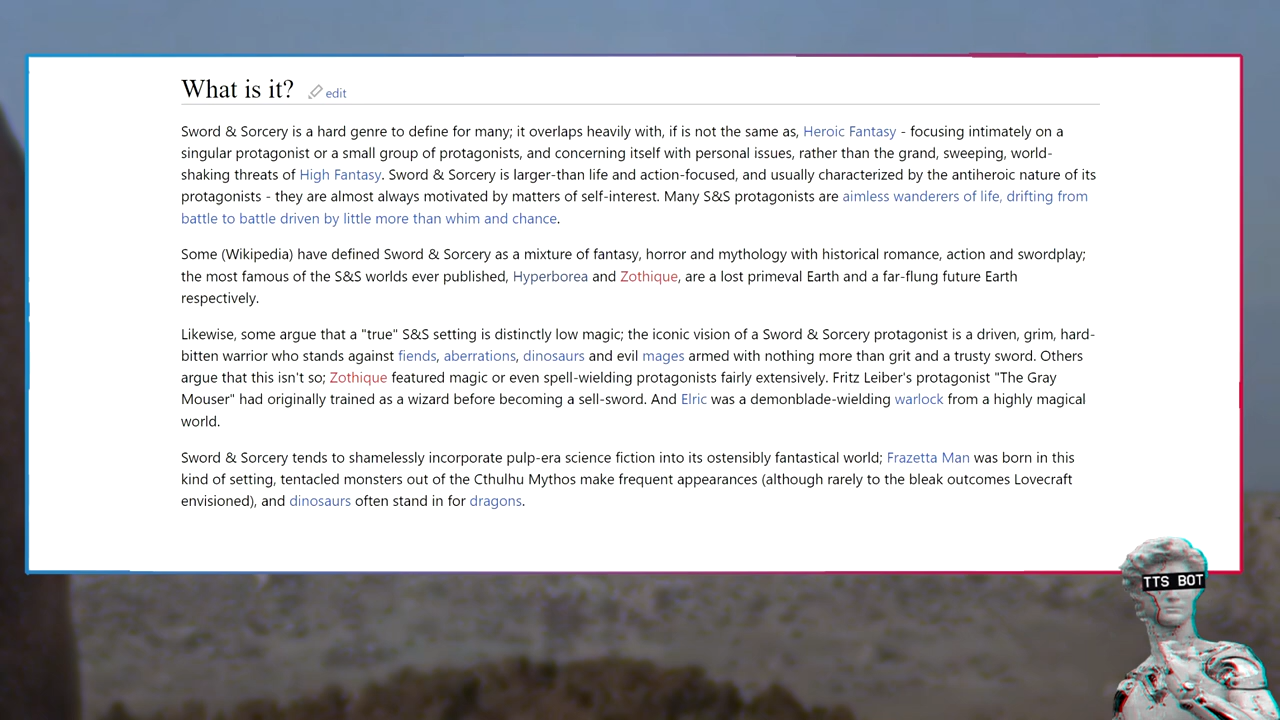 What is it? edit
Sword & Sorcery is a hard genre to define for many; it overlaps heavily with, if is not the same as, Heroic Fantasy - focusing intimately on a
singular protagonist or a small group of protagonists, and concerning itself with personal issues, rather than the grand, sweeping, world-
shaking threats of High Fantasy. Sword & Sorcery is larger-than life and action-focused, and usually characterized by the antiheroic nature of its
protagonists - they are almost always motivated by matters of self-interest. Many S&S protagonists are aimless wanderers of life, drifting from
battle to battle driven by little more than whim and chance.
Some (Wikipedia) have defined Sword & Sorcery as a mixture of fantasy, horror and mythology with historical romance, action and swordplay;
the most famous of the S&S worlds ever published, Hyperborea and Zothique, are a lost primeval Earth and a far-flung future Earth
respectively.
Likewise, some argue that a "true" S&S setting is distinctly low magic; the iconic vision of a Sword & Sorcery protagonist is a driven, grim, hard-
bitten warrior who stands against fiends, aberrations, dinosaurs and evil mages armed with nothing more than grit and a trusty sword. Others
argue that this isn't so; Zothique featured magic or even spell-wielding protagonists fairly extensively. Fritz Leiber's protagonist "The Gray
Mouser" had originally trained as a wizard before becoming a sell-sword. And Elric was a demonblade-wielding warlock from a highly magical
world.
Sword & Sorcery tends to shamelessly incorporate pulp-era science fiction into its ostensibly fantastical world; Frazetta Man was born in this
kind of setting, tentacled monsters out of the Cthulhu Mythos make frequent appearances (although rarely to the bleak outcomes Lovecraft
envisioned), and dinosaurs often stand in for dragons.
TTS BOT